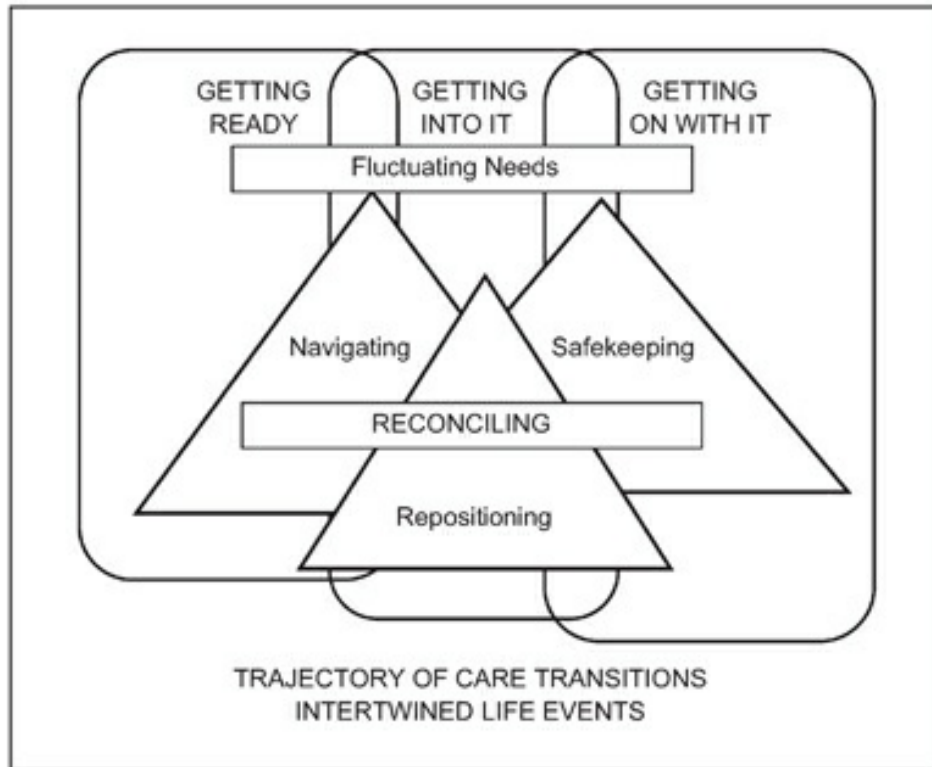 GETTING
READY
GETTING
INTO IT
GETTING
ON WITH IT
Fluctuating Needs
Navigating
Safekeeping
RECONCILING
Repositioning
TRAJECTORY OF CARE TRANSITIONS
INTERTWINED LIFE EVENTS